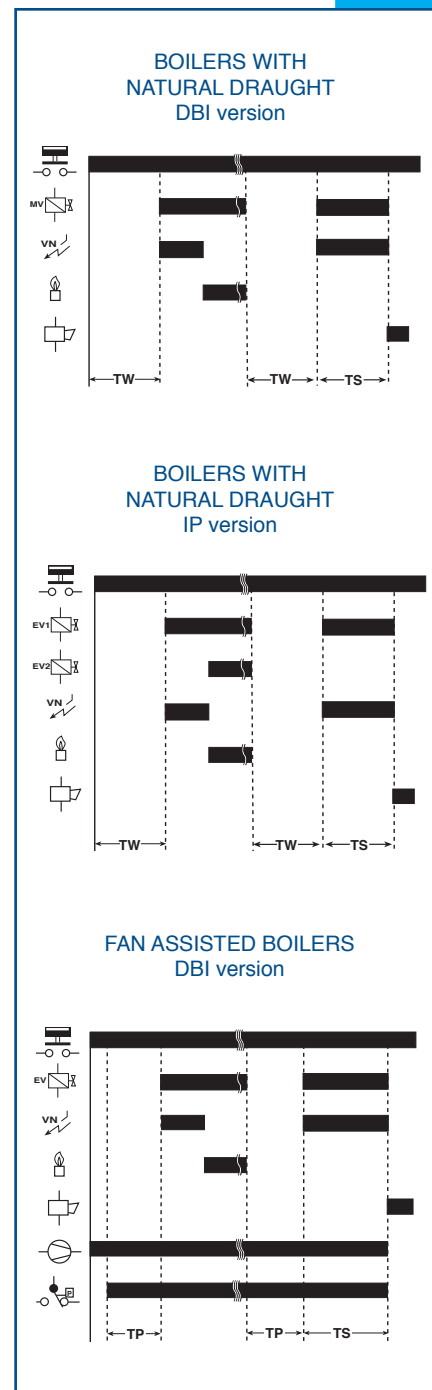 BOILERS WITH
NATURAL DRAUGHT
DBI version
MV
VN
TW TW TS
BOILERS WITH
NATURAL DRAUGHT
IP version
EV1
EV2
VN
TW TW TS
FAN ASSISTED BOILERS
DBI version
EV
VN
P
TP TP TS